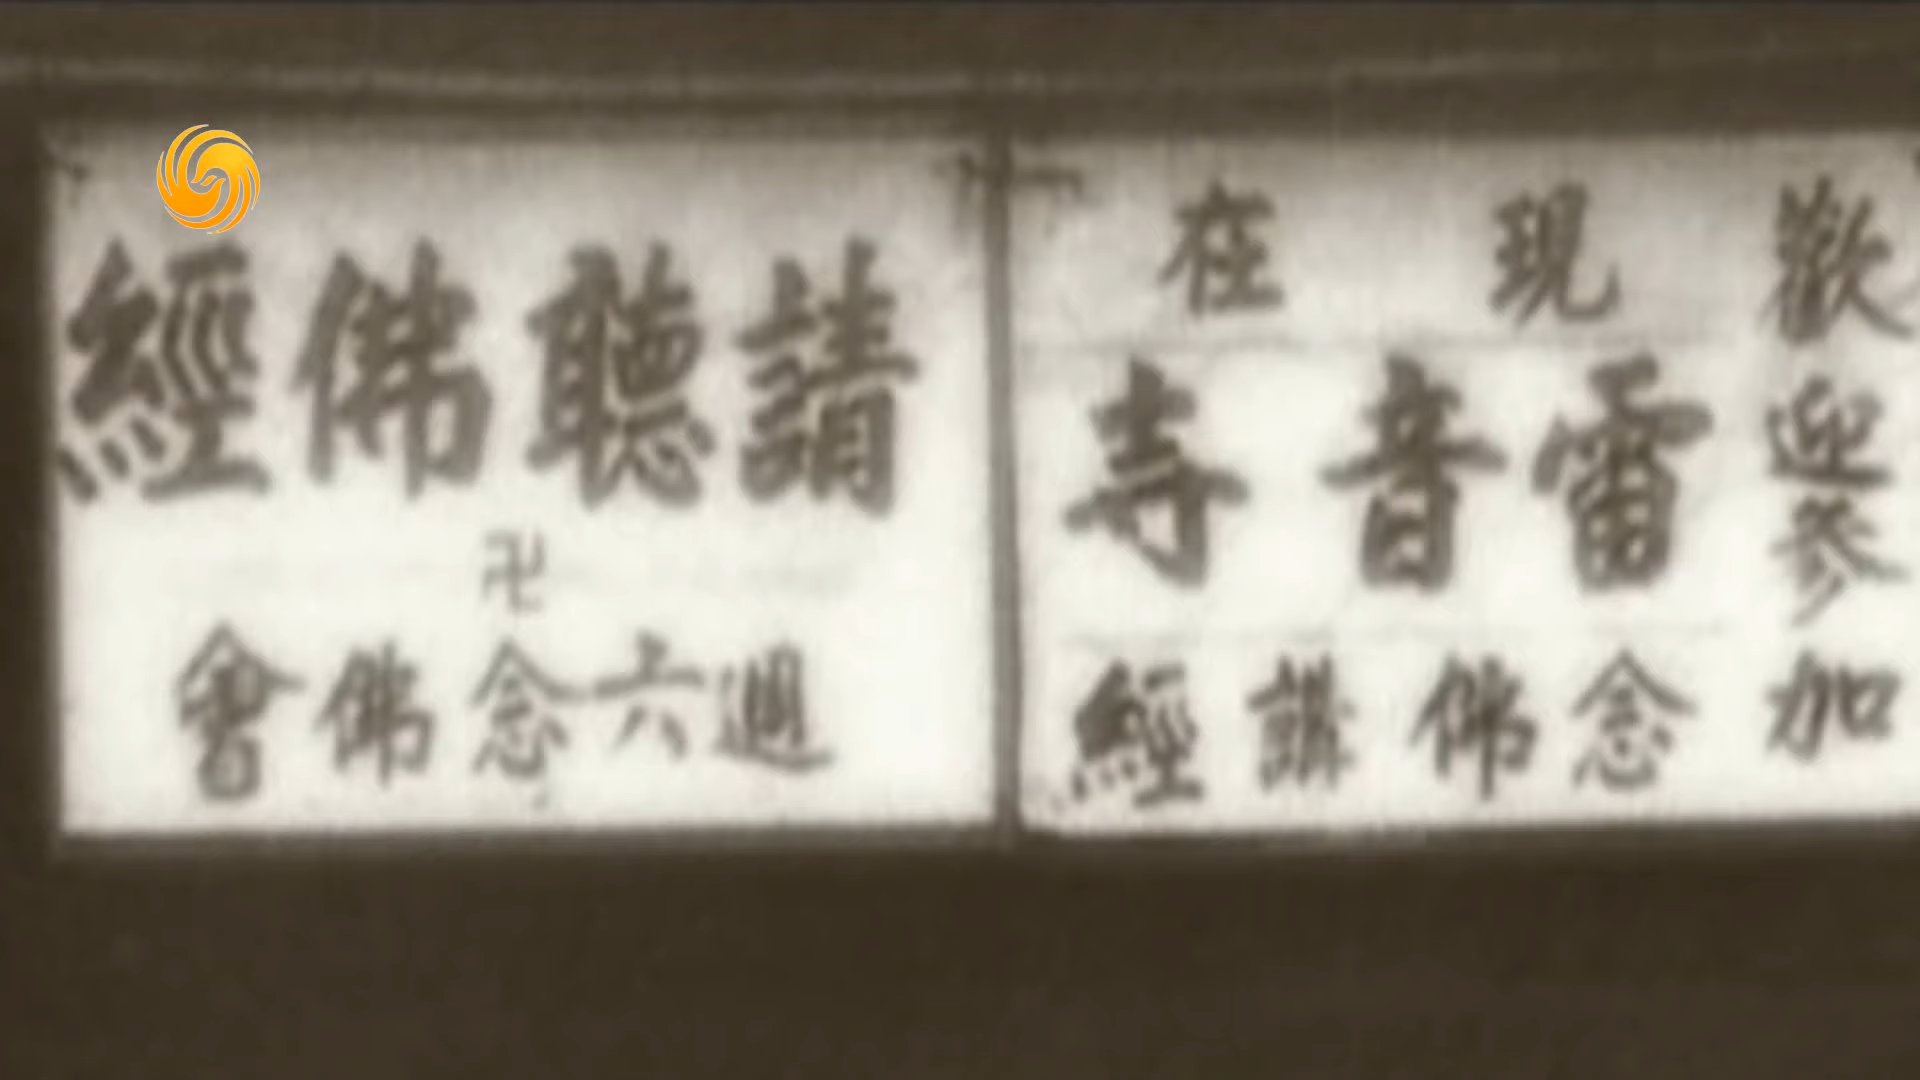 歡迎参加
現在
雷音寺
念佛講經
請聽佛經
卍
週六念佛會